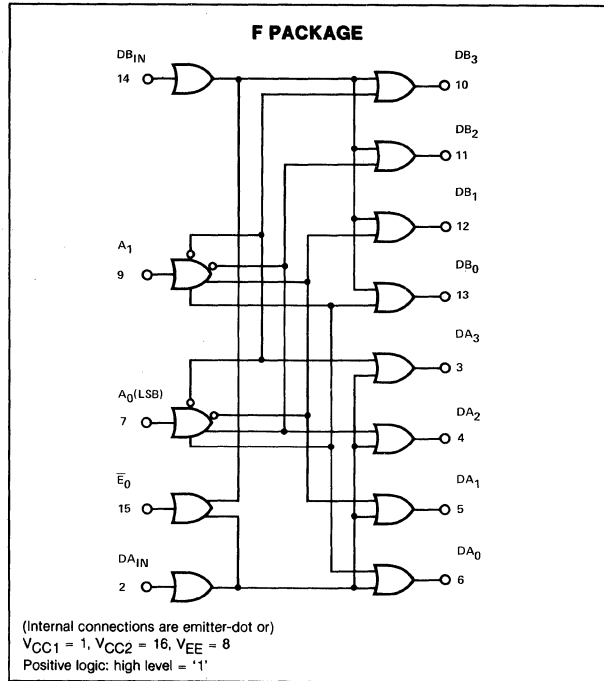 F PACKAGE
DB_IN
14
DB_3
10
DB_2
11
DB_1
12
A_1
9
DB_0
13
DA_3
3
A_0(LSB)
7
DA_2
4
E̅_0
15
DA_1
5
DA_IN
2
DA_0
6
(Internal connections are emitter-dot or)
V_CC1 = 1, V_CC2 = 16, V_EE = 8
Positive logic: high level = ‘1’